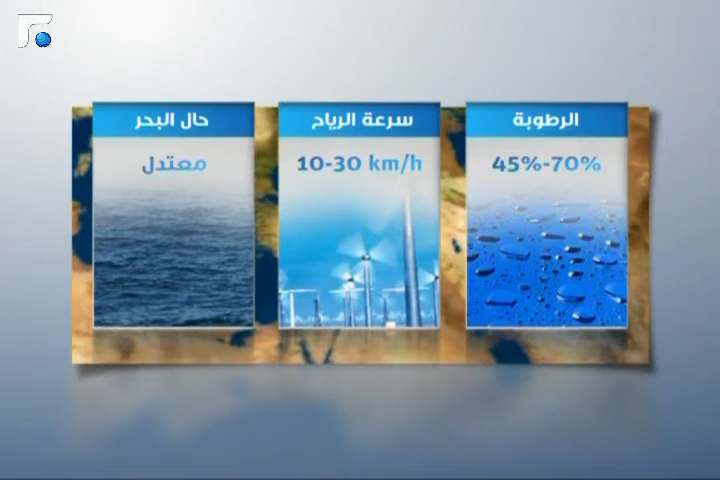 الرطوبة
45%-70%
سرعة الرياح
10-30 km/h
حال البحر
معتدل